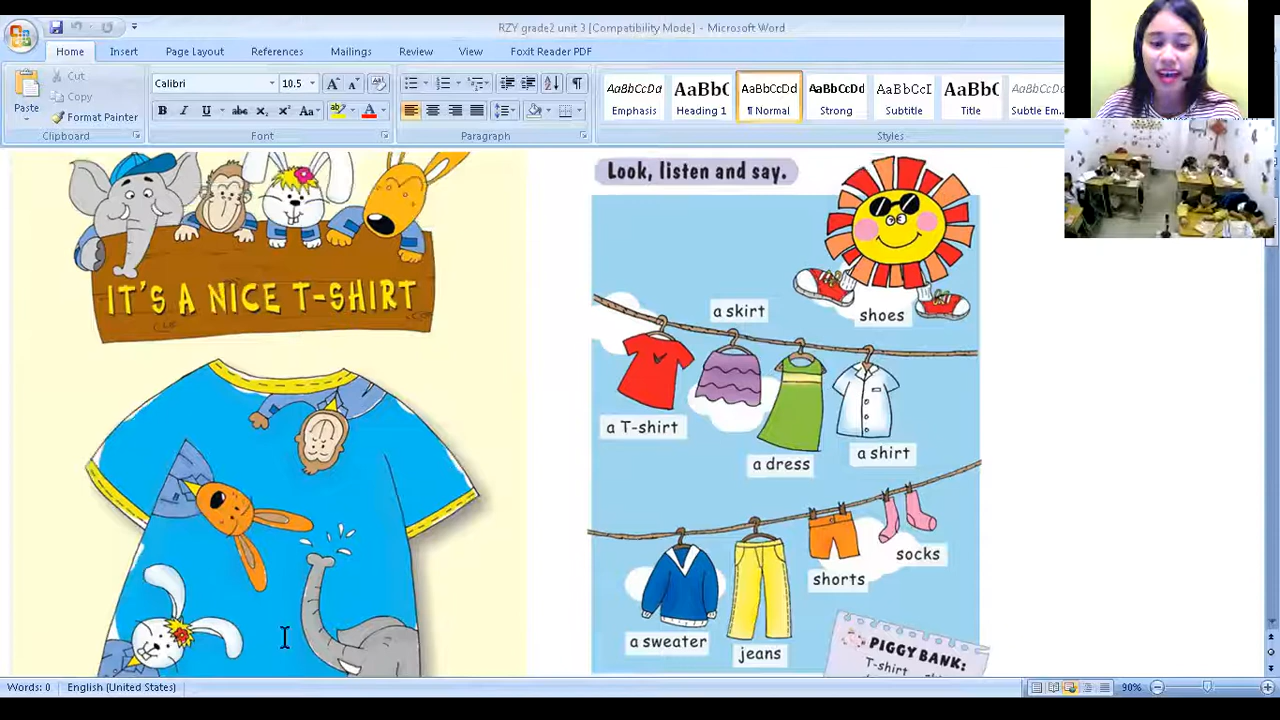 RZY grade2 unit 3 [Compatibility Mode] - Microsoft Word
Home Insert Page Layout References Mailings Review View Foxit Reader PDF
Paste
Cut
Copy
Format Painter
Clipboard
Calibri 10.5
Font
Paragraph
AaBbCcDd AaBbC AaBbCcDd AaBbCcDd AaBbCcI AaBbC
Emphasis Heading 1 ¶ Normal Strong Subtitle Title Subtle Em...
Styles
IT'S A NICE T-SHIRT
Look, listen and say.
shoes
a skirt
a T-shirt
a dress
a shirt
socks
shorts
a sweater
jeans
PIGGY BANK:
T-shirt
Words: 0 English (United States) 90%